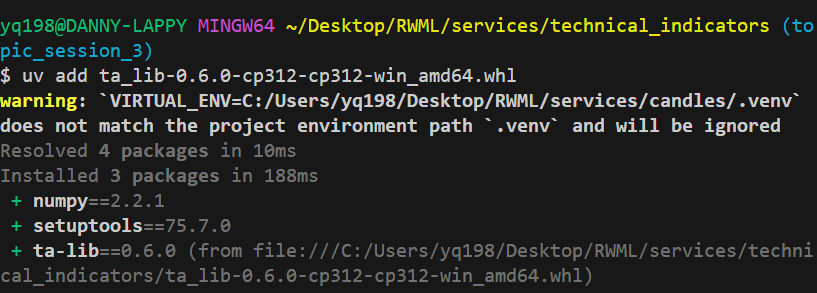 yq198@DANNY-LAPPY MINGW64 ~/Desktop/RWML/services/technical_indicators (to
pic_session_3)
$ uv add ta_lib-0.6.0-cp312-cp312-win_amd64.whl
warning: `VIRTUAL_ENV=C:/Users/yq198/Desktop/RWML/services/candles/.venv`
does not match the project environment path `.venv` and will be ignored
Resolved 4 packages in 10ms
Installed 3 packages in 188ms
+ numpy==2.2.1
+ setuptools==75.7.0
+ ta-lib==0.6.0 (from file:///C:/Users/yq198/Desktop/RWML/services/techni
cal_indicators/ta_lib-0.6.0-cp312-cp312-win_amd64.whl)